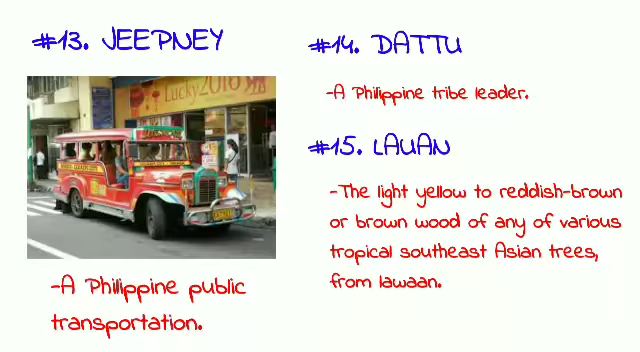 #13. JEEPNEY
Lucky2010
-A Philippine public
transportation.
#14. DATTU
-A Philippine tribe leader.
#15. LAUAN
-The light yellow to reddish-brown
or brown wood of any of various
tropical southeast Asian trees,
from lawaan.